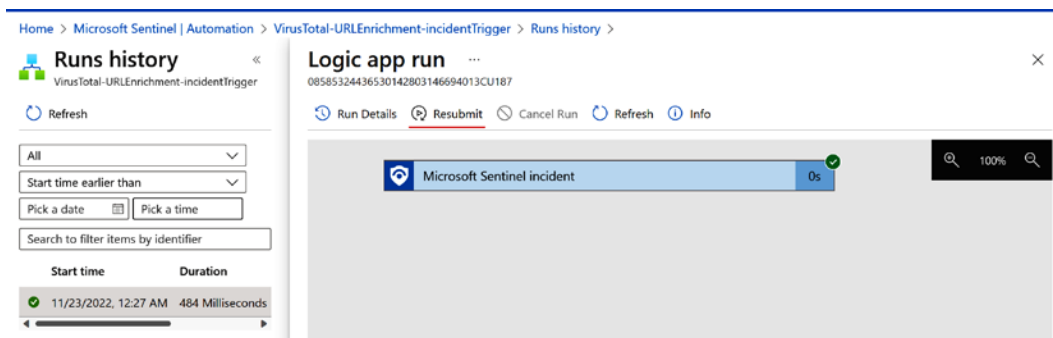 Home > Microsoft Sentinel | Automation > VirusTotal-URLEnrichment-incidentTrigger > Runs history >
Runs history «
VirusTotal-URLEnrichment-incidentTrigger
Refresh
All
Start time earlier than
Pick a date Pick a time
Search to filter items by identifier
Start time Duration
11/23/2022, 12:27 AM 484 Milliseconds
Logic app run ...
08585324436530142803146694013CU187
Run Details Resubmit Cancel Run Refresh Info
Microsoft Sentinel incident 0s
100%